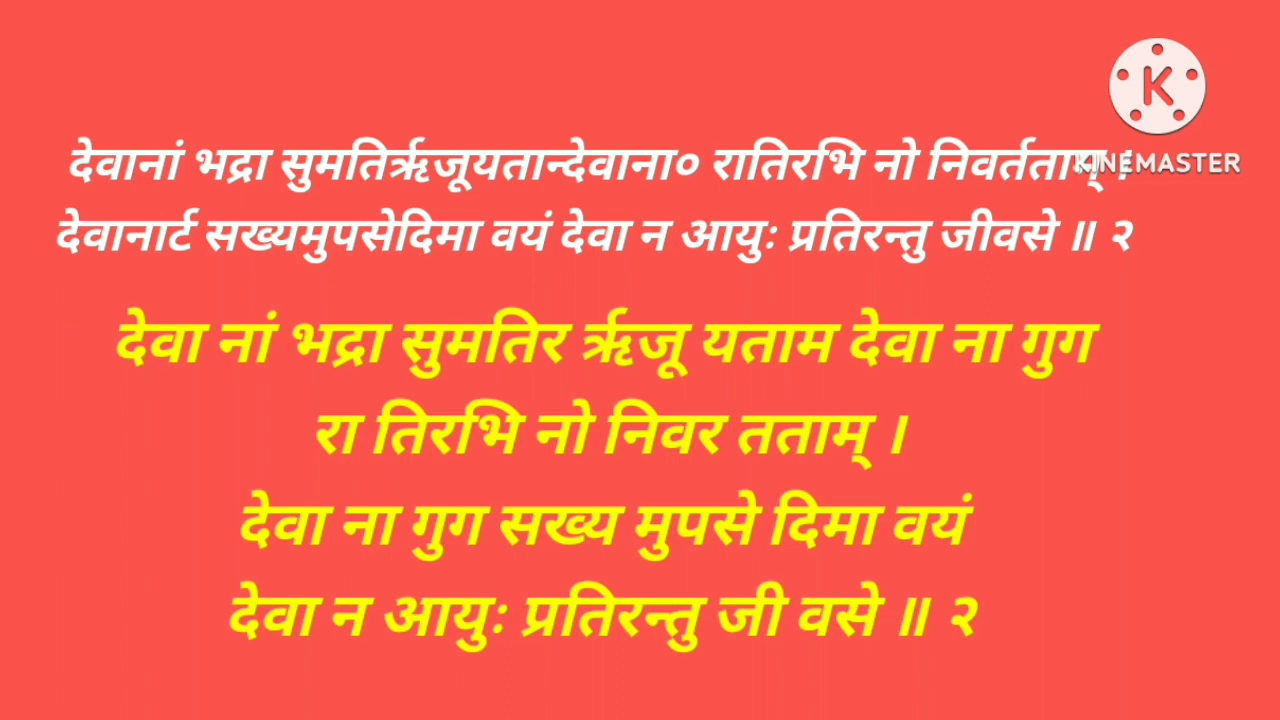 K
KINEMASTER
देवानां भद्रा सुमतिर्ऋजूयतान्देवाना० रातिरभि नो निवर्तताम् ।
देवानार्ट सख्यमुपसेदिमा वयं देवा न आयुः प्रतिरन्तु जीवसे ॥ २
देवा नां भद्रा सुमतिर र्ऋजू यताम देवा ना गुग
रा तिरभि नो निवर तताम् ।
देवा ना गुग सख्य मुपसे दिमा वयं
देवा न आयुः प्रतिरन्तु जी वसे ॥ २